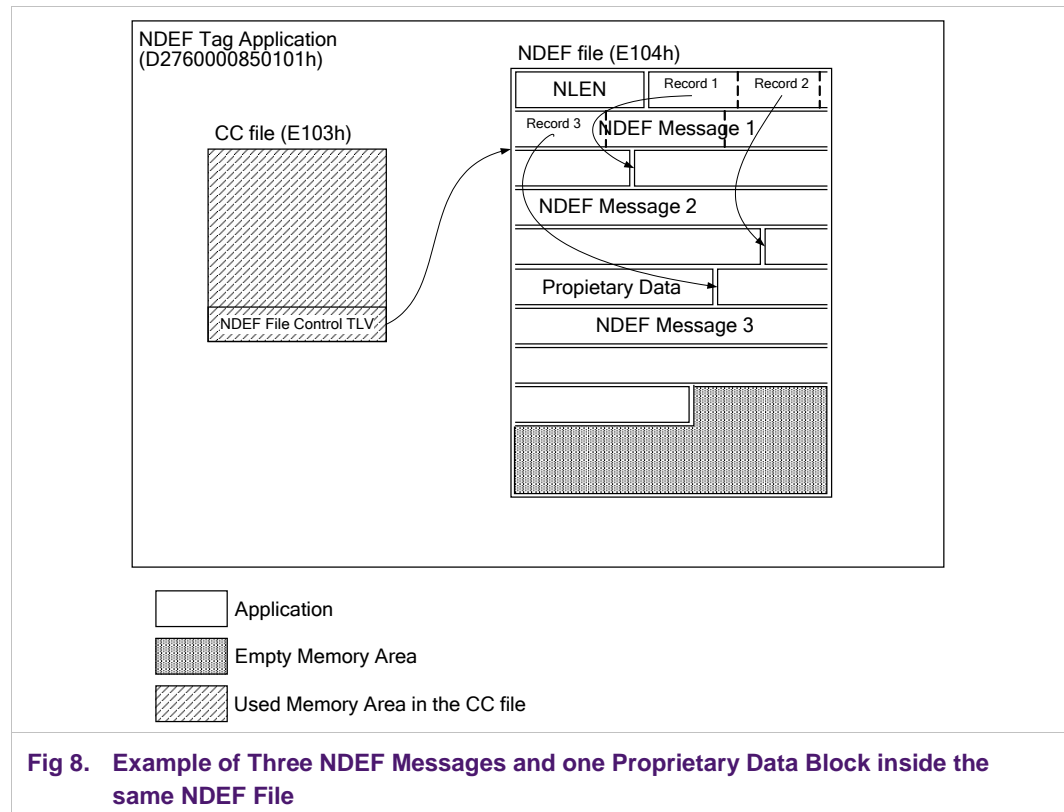 NDEF Tag Application
(D2760000850101h)
NDEF file (E104h)
NLEN
Record 1
Record 2
CC file (E103h)
Record 3
NDEF Message 1
NDEF Message 2
Propietary Data
NDEF File Control TLV
NDEF Message 3
Application
Empty Memory Area
Used Memory Area in the CC file
Fig 8. Example of Three NDEF Messages and one Proprietary Data Block inside the
same NDEF File